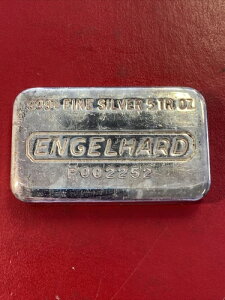 999+ FINE SILVER 5 TR. OZ
ENGELHARD
P002252